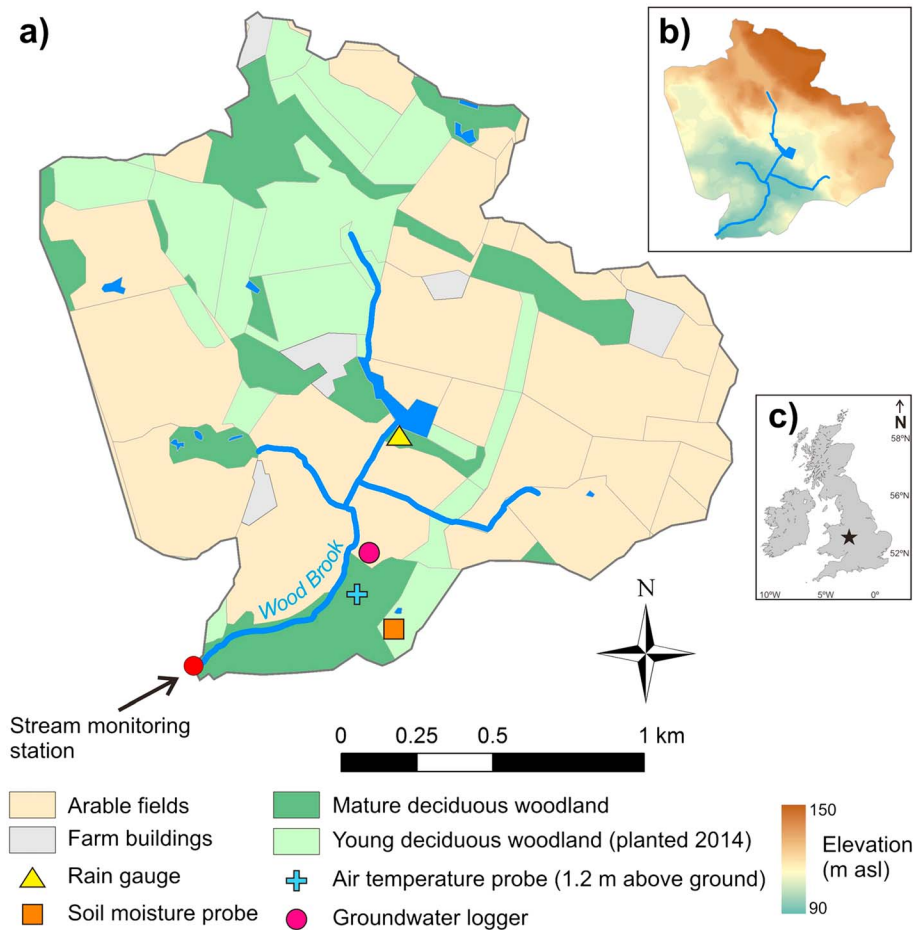 a)
b)
c)
N
58°N
56°N
54°N
52°N
10°W
5°W
0°
Wood Brook
N
Stream monitoring
station
0
0.25
0.5
1 km
Arable fields
Farm buildings
Rain gauge
Soil moisture probe
Mature deciduous woodland
Young deciduous woodland (planted 2014)
Air temperature probe (1.2 m above ground)
Groundwater logger
150
Elevation
(m asl)
90